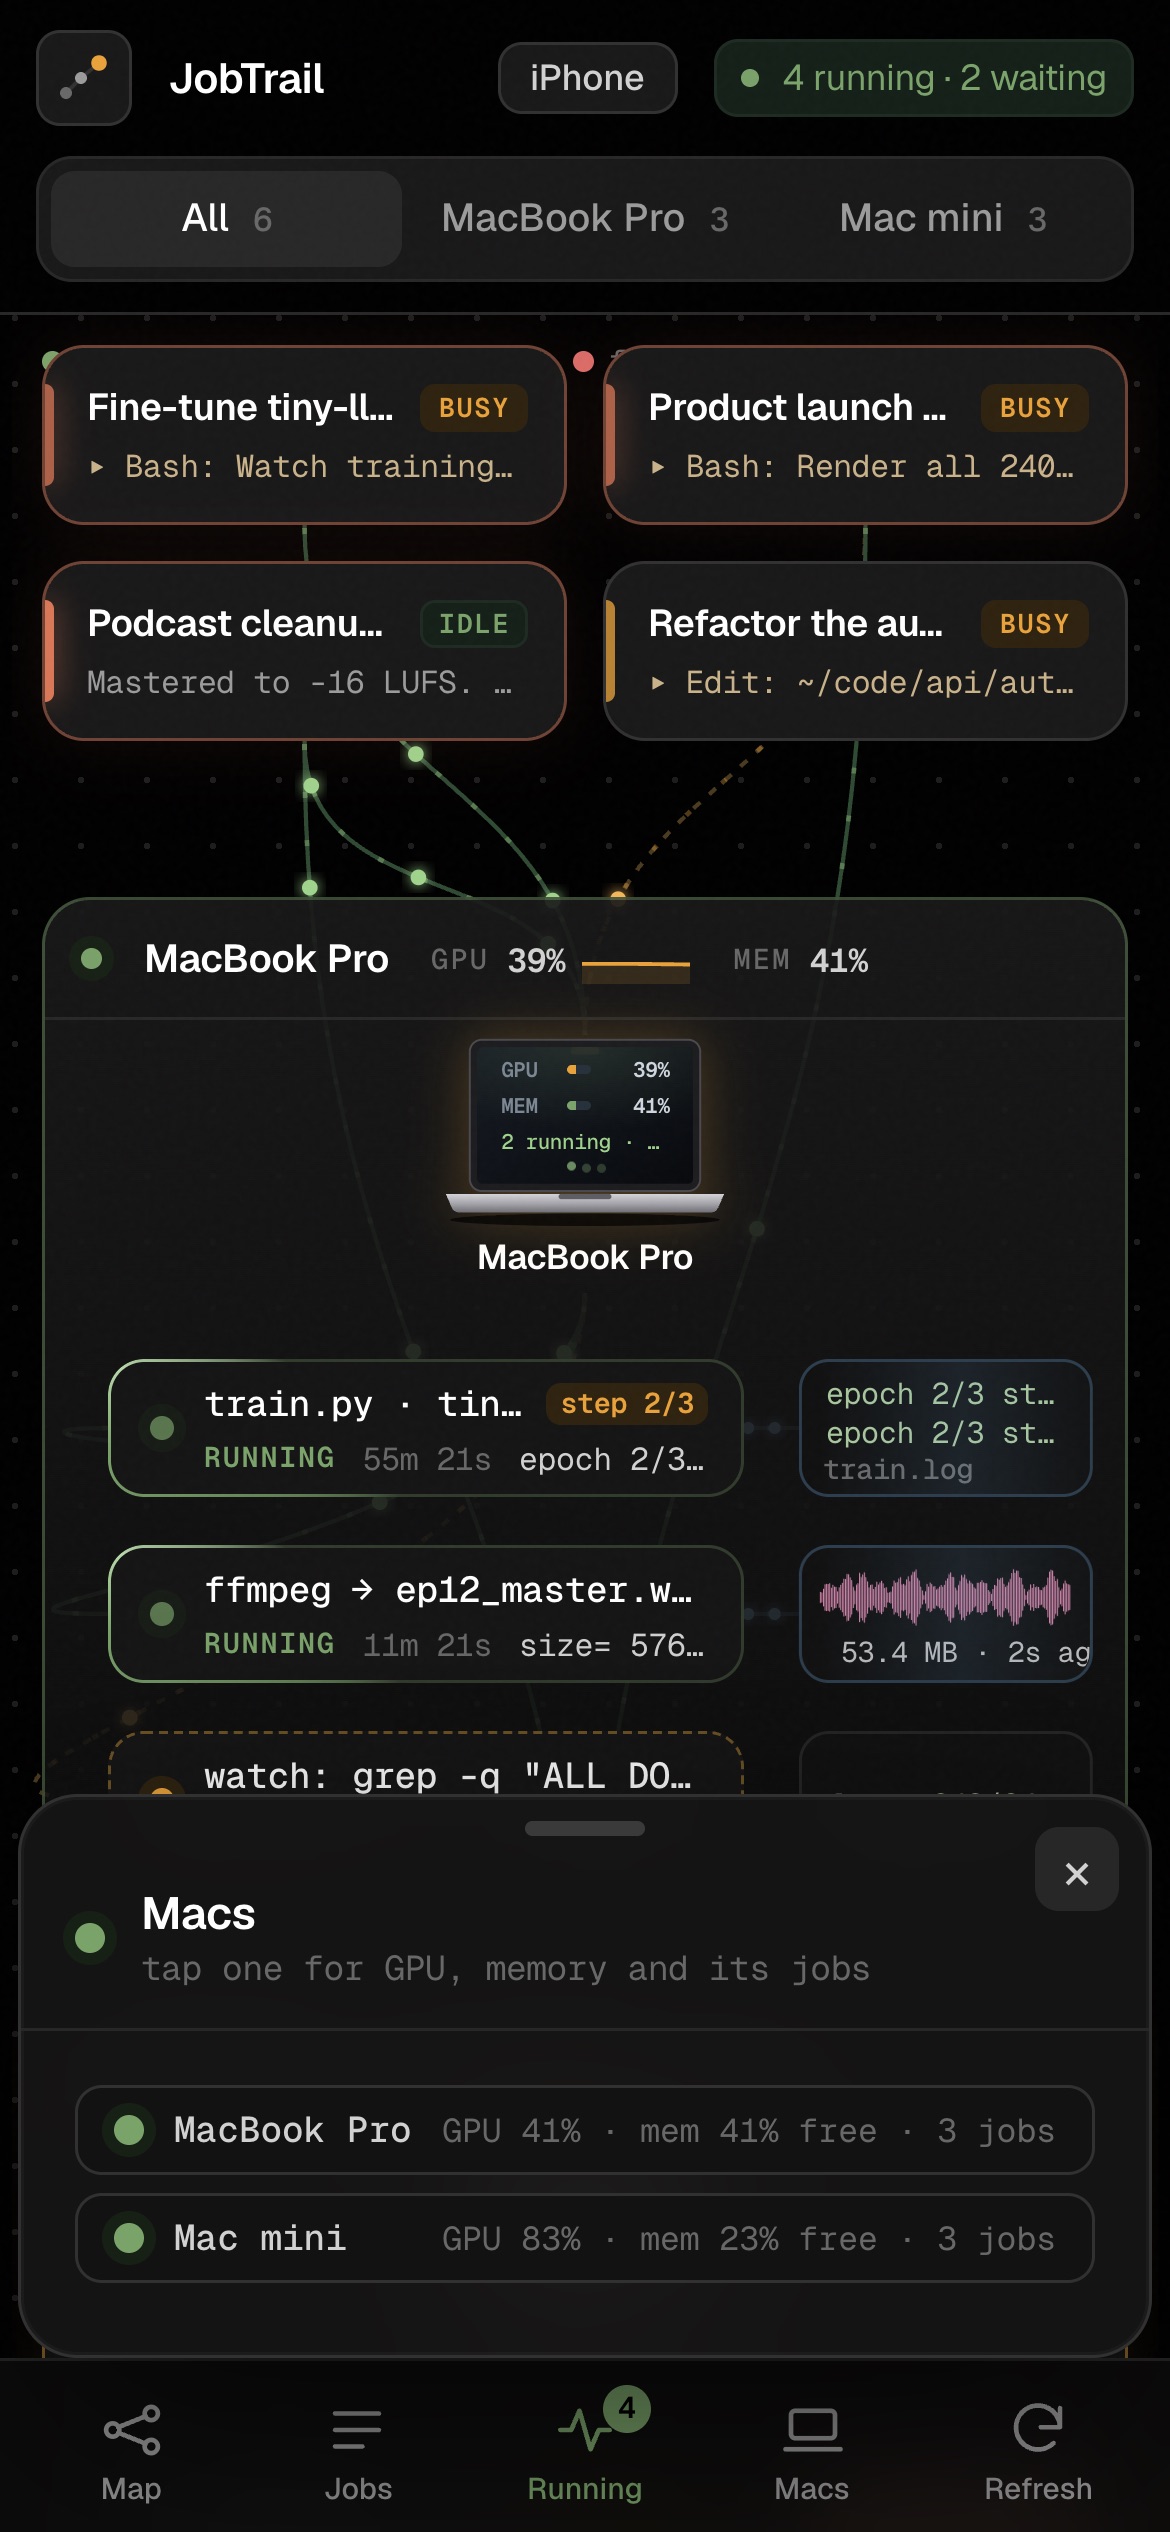 JobTrail
iPhone
4 running · 2 waiting
All 6
MacBook Pro 3
Mac mini 3
Fine-tune tiny-ll… BUSY
▸ Bash: Watch training…
Product launch … BUSY
▸ Bash: Render all 240…
Podcast cleanu… IDLE
Mastered to -16 LUFS. …
Refactor the au… BUSY
▸ Edit: ~/code/api/aut…
MacBook Pro GPU 39% MEM 41%
GPU 39%
MEM 41%
2 running · …
MacBook Pro
train.py · tin… step 2/3
RUNNING 55m 21s epoch 2/3…
epoch 2/3 st…
epoch 2/3 st…
train.log
ffmpeg → ep12_master.w…
RUNNING 11m 21s size= 576…
53.4 MB · 2s ag
watch: grep -q "ALL DO…
×
Macs
tap one for GPU, memory and its jobs
MacBook Pro GPU 41% · mem 41% free · 3 jobs
Mac mini GPU 83% · mem 23% free · 3 jobs
4
Map
Jobs
Running
Macs
Refresh